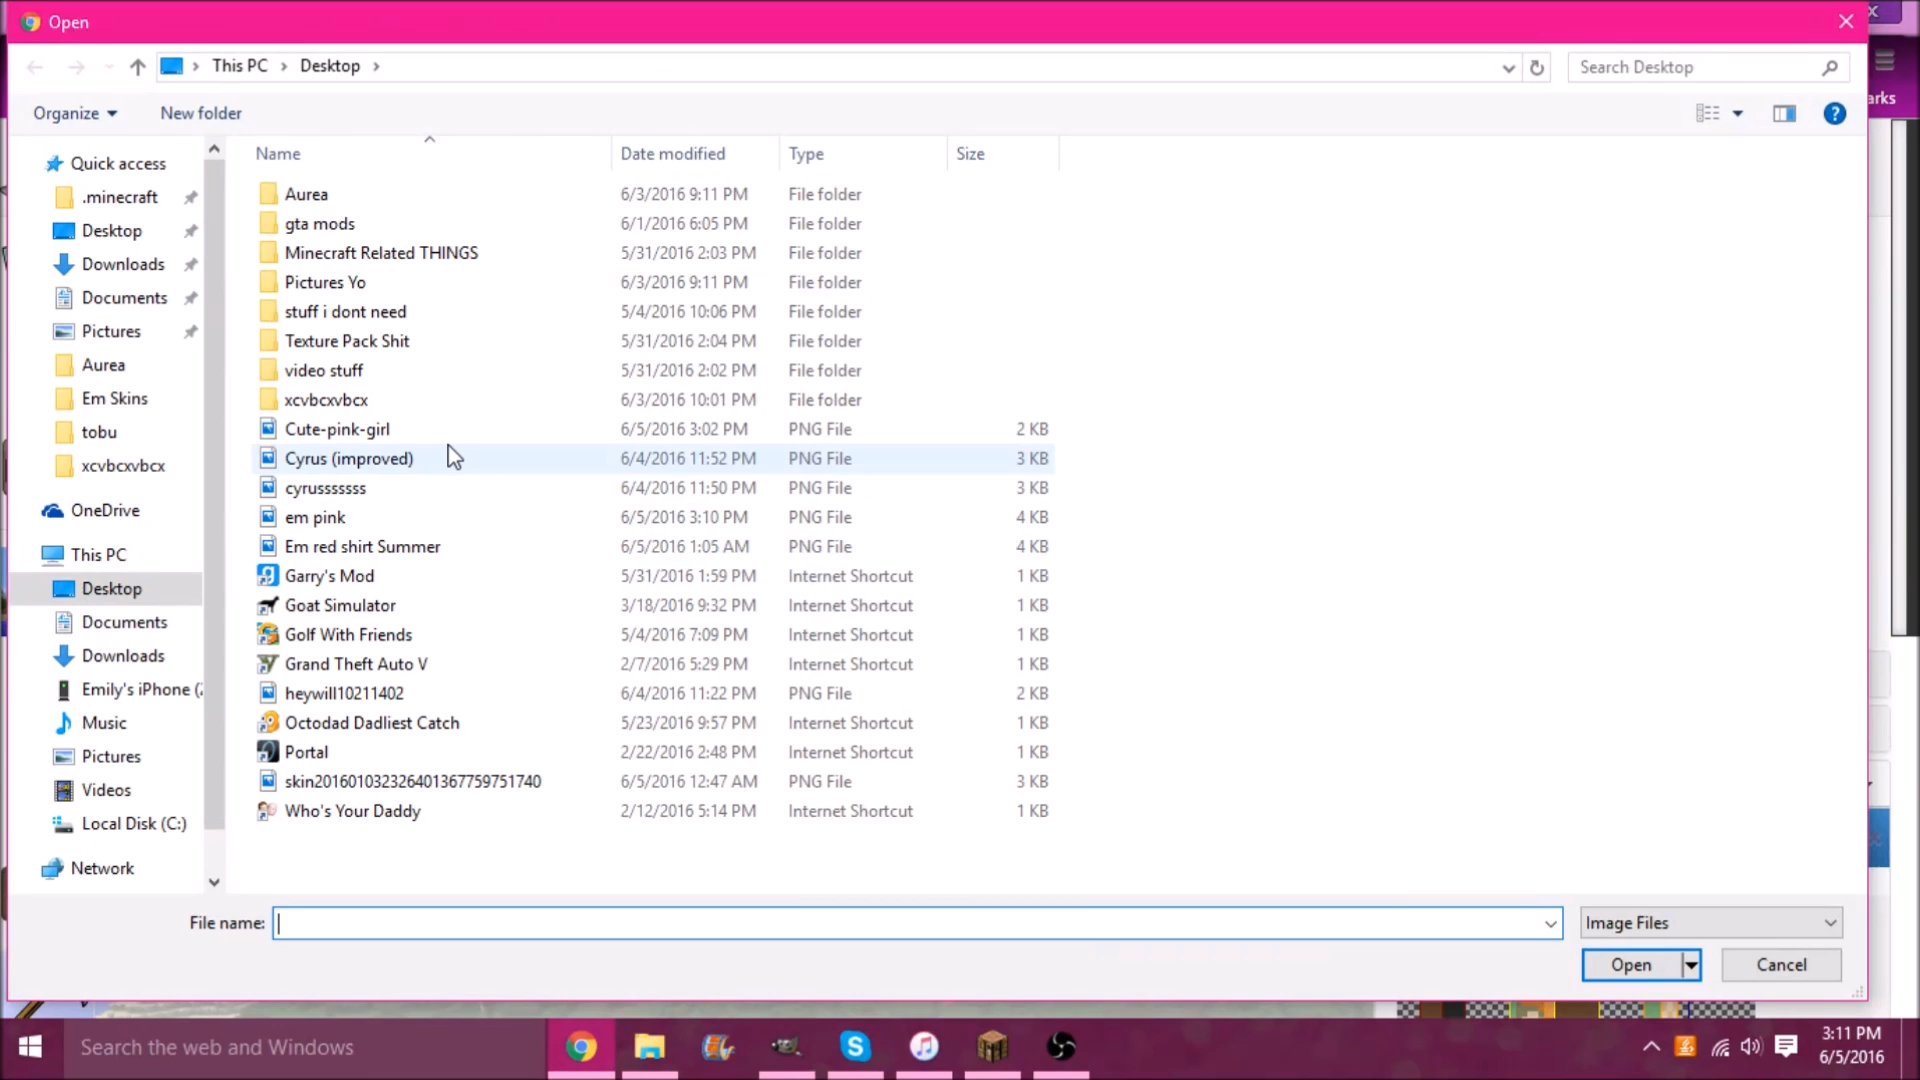 Open
This PC > Desktop >
Search Desktop
Organize
New folder
?
arks
Quick access
.minecraft
Desktop
Downloads
Documents
Pictures
Aurea
Em Skins
tobu
xcvbcxvbcx
OneDrive
This PC
Desktop
Documents
Downloads
Emily's iPhone (
Music
Pictures
Videos
Local Disk (C:)
Network
Name Date modified Type Size
Aurea 6/3/2016 9:11 PM File folder
gta mods 6/1/2016 6:05 PM File folder
Minecraft Related THINGS 5/31/2016 2:03 PM File folder
Pictures Yo 6/3/2016 9:11 PM File folder
stuff i dont need 5/4/2016 10:06 PM File folder
Texture Pack Shit 5/31/2016 2:04 PM File folder
video stuff 5/31/2016 2:02 PM File folder
xcvbcxvbcx 6/3/2016 10:01 PM File folder
Cute-pink-girl 6/5/2016 3:02 PM PNG File 2 KB
Cyrus (improved) 6/4/2016 11:52 PM PNG File 3 KB
cyrusssssss 6/4/2016 11:50 PM PNG File 3 KB
em pink 6/5/2016 3:10 PM PNG File 4 KB
Em red shirt Summer 6/5/2016 1:05 AM PNG File 4 KB
Garry's Mod 5/31/2016 1:59 PM Internet Shortcut 1 KB
Goat Simulator 3/18/2016 9:32 PM Internet Shortcut 1 KB
Golf With Friends 5/4/2016 7:09 PM Internet Shortcut 1 KB
Grand Theft Auto V 2/7/2016 5:29 PM Internet Shortcut 1 KB
heywill10211402 6/4/2016 11:22 PM PNG File 2 KB
Octodad Dadliest Catch 5/23/2016 9:57 PM Internet Shortcut 1 KB
Portal 2/22/2016 2:48 PM Internet Shortcut 1 KB
skin20160103232640136775975​1740 6/5/2016 12:47 AM PNG File 3 KB
Who's Your Daddy 2/12/2016 5:14 PM Internet Shortcut 1 KB
File name:
Image Files
Open
Cancel
Search the web and Windows
3:11 PM
6/5/2016